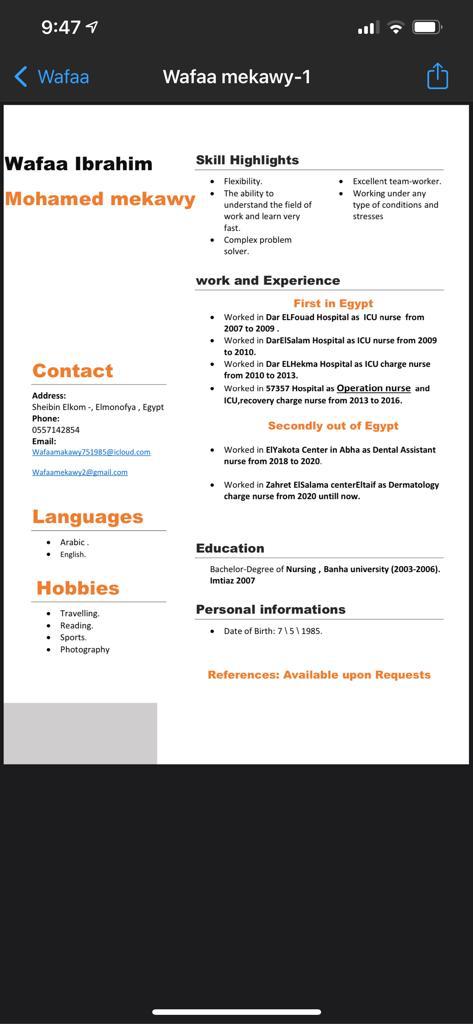 9:47
Wafaa
Wafaa mekawy-1
Wafaa Ibrahim
Mohamed mekawy
Contact
Address:
Sheibin Elkom -, Elmonofya , Egypt
Phone:
0557142854
Email:
Wafaamakawy751985@icloud.com
Wafaamekawy2@gmail.com
Languages
• Arabic .
• English.
Hobbies
• Travelling.
• Reading.
• Sports.
• Photography
Skill Highlights
• Flexibility.
• The ability to
understand the field of
work and learn very
fast.
• Complex problem
solver.
• Excellent team-worker.
• Working under any
type of conditions and
stresses
work and Experience
First in Egypt
• Worked in Dar ELFouad Hospital as ICU nurse from
2007 to 2009 .
• Worked in DarElSalam Hospital as ICU nurse from 2009
to 2010.
• Worked in Dar ELHekma Hospital as ICU charge nurse
from 2010 to 2013.
• Worked in 57357 Hospital as Operation nurse and
ICU,recovery charge nurse from 2013 to 2016.
Secondly out of Egypt
• Worked in ElYakota Center in Abha as Dental Assistant
nurse from 2018 to 2020.
• Worked in Zahret ElSalama centerEltaif as Dermatology
charge nurse from 2020 untill now.
Education
Bachelor-Degree of Nursing , Banha university (2003-2006).
Imtiaz 2007
Personal informations
• Date of Birth: 7 \ 5 \ 1985.
References: Available upon Requests